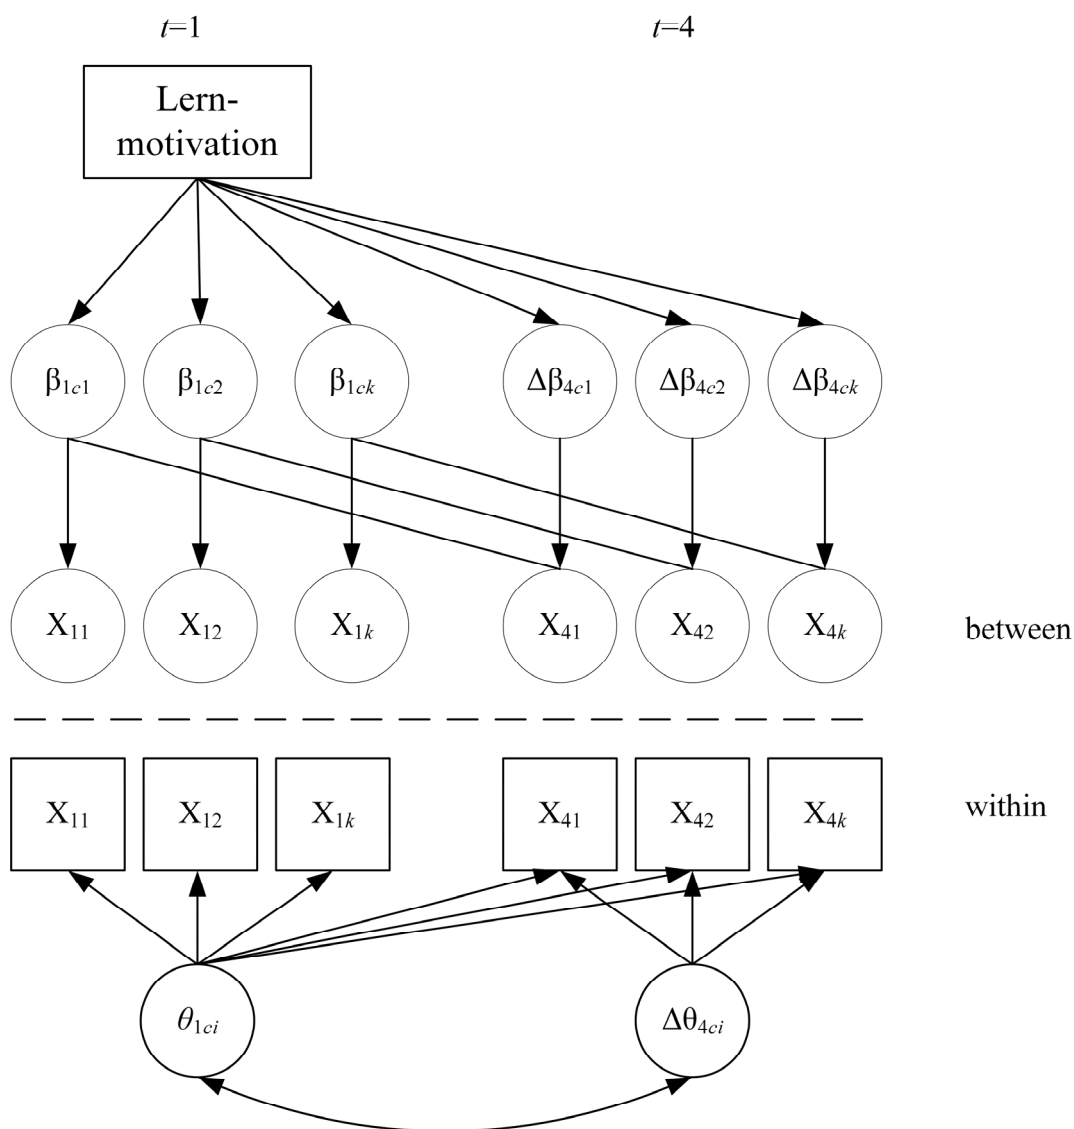 t=1 t=4
Lern-
motivation
β1c1 β1c2 β1ck Δβ4c1 Δβ4c2 Δβ4ck
X11 X12 X1k X41 X42 X4k
between
X11 X12 X1k X41 X42 X4k
within
θ1ci Δθ4ci